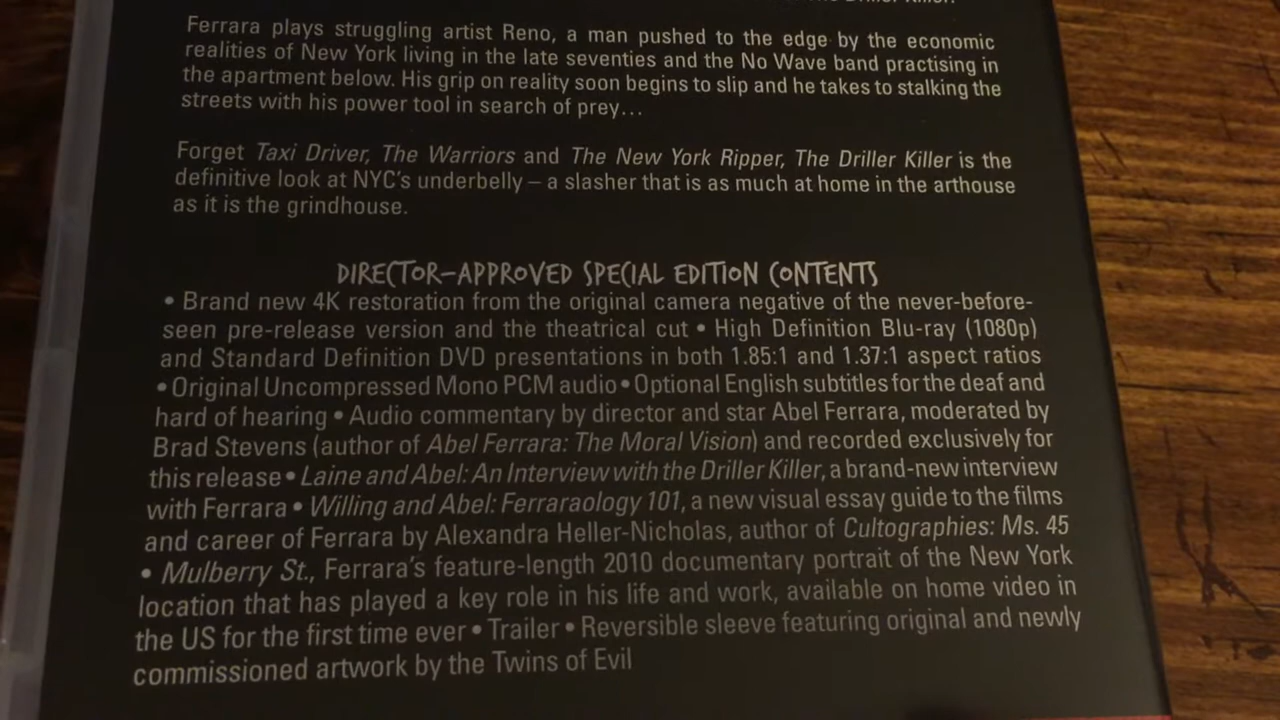 The Driller Killer.
Ferrara plays struggling artist Reno, a man pushed to the edge by the economic
realities of New York living in the late seventies and the No Wave band practising in
the apartment below. His grip on reality soon begins to slip and he takes to stalking the
streets with his power tool in search of prey…
Forget Taxi Driver, The Warriors and The New York Ripper, The Driller Killer is the
definitive look at NYC's underbelly – a slasher that is as much at home in the arthouse
as it is the grindhouse.
DIRECTOR-APPROVED SPECIAL EDITION CONTENTS
• Brand new 4K restoration from the original camera negative of the never-before-
seen pre-release version and the theatrical cut • High Definition Blu-ray (1080p)
and Standard Definition DVD presentations in both 1.85:1 and 1.37:1 aspect ratios
• Original Uncompressed Mono PCM audio • Optional English subtitles for the deaf and
hard of hearing • Audio commentary by director and star Abel Ferrara, moderated by
Brad Stevens (author of Abel Ferrara: The Moral Vision) and recorded exclusively for
this release • Laine and Abel: An Interview with the Driller Killer, a brand-new interview
with Ferrara • Willing and Abel: Ferraraology 101, a new visual essay guide to the films
and career of Ferrara by Alexandra Heller-Nicholas, author of Cultographies: Ms. 45
• Mulberry St., Ferrara's feature-length 2010 documentary portrait of the New York
location that has played a key role in his life and work, available on home video in
the US for the first time ever • Trailer • Reversible sleeve featuring original and newly
commissioned artwork by the Twins of Evil